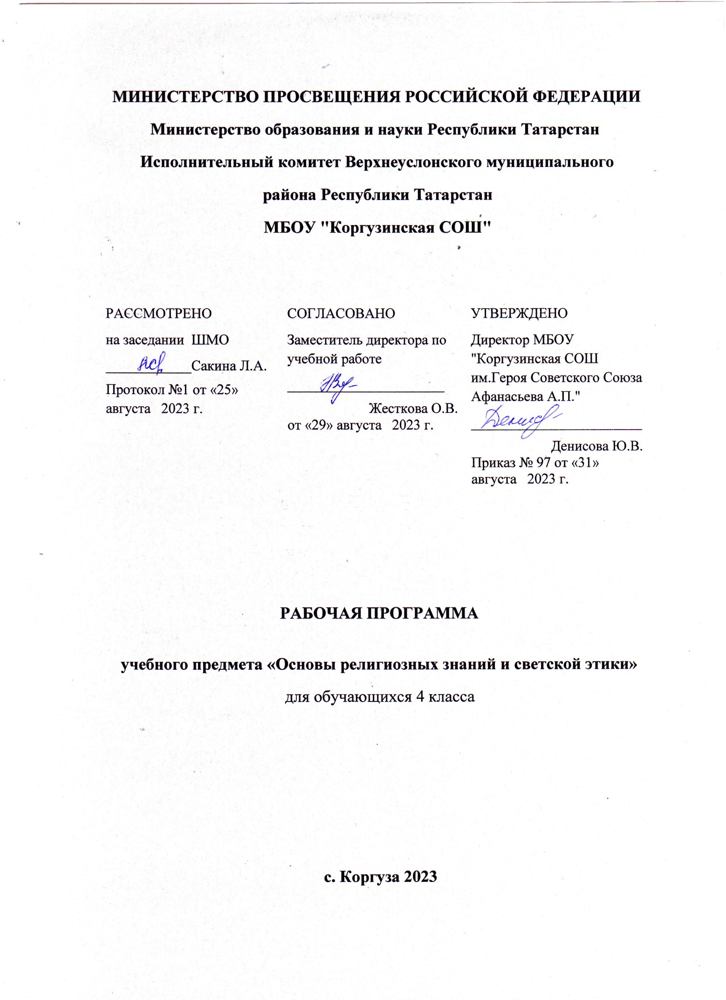 МИНИСТЕРСТВО ПРОСВЕЩЕНИЯ РОССИЙСКОЙ ФЕДЕРАЦИИ
Министерство образования и науки Республики Татарстан
Исполнительный комитет Верхнеуслонского муниципального
района Республики Татарстан
МБОУ "Коргузинская СОШ"
РАССМОТРЕНО
на заседании ШМО
____________Сакина Л.А.
Протокол №1 от «25»
августа 2023 г.
СОГЛАСОВАНО
Заместитель директора по
учебной работе
______________________
Жесткова О.В.
от «29» августа 2023 г.
УТВЕРЖДЕНО
Директор МБОУ
"Коргузинская СОШ
им.Героя Советского Союза
Афанасьева А.П."
________________________
Денисова Ю.В.
Приказ № 97 от «31»
августа 2023 г.
РАБОЧАЯ ПРОГРАММА
учебного предмета «Основы религиозных знаний и светской этики»
для обучающихся 4 класса
с. Коргуза 2023